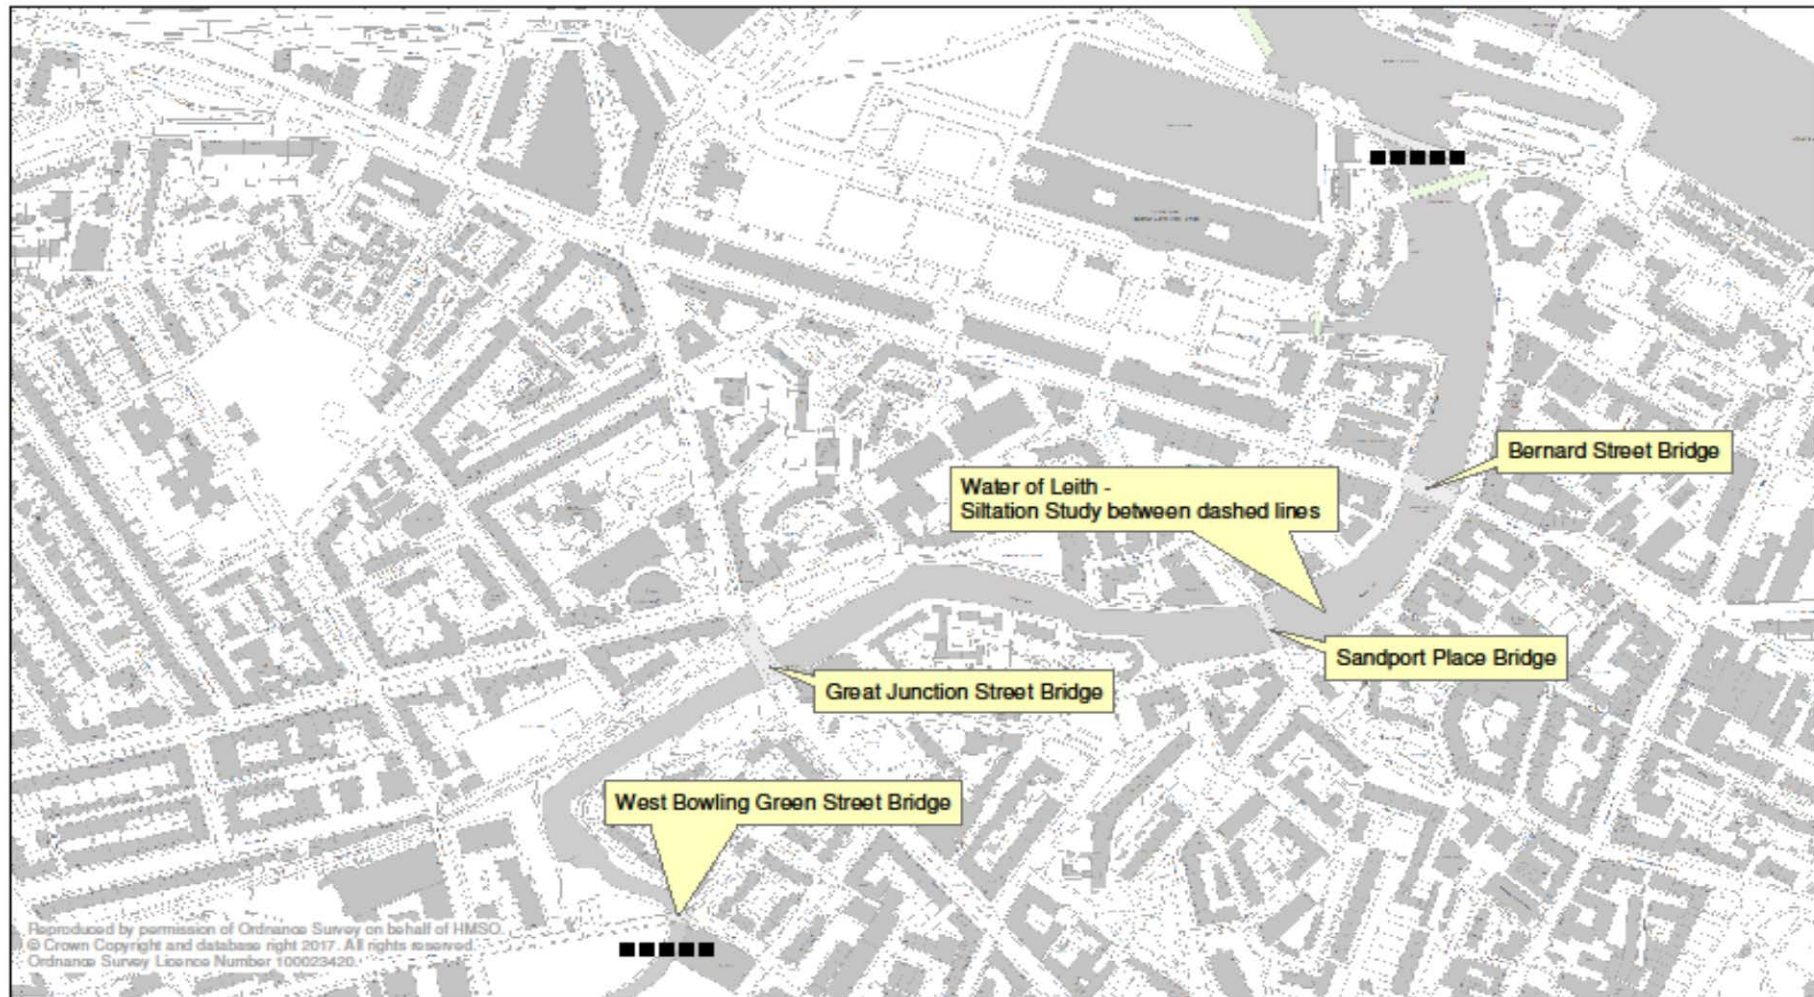 Bernard Street Bridge
Water of Leith -
Siltation Study between dashed lines
Sandport Place Bridge
Great Junction Street Bridge
West Bowling Green Street Bridge
Reproduced by permission of Ordnance Survey on behalf of HMSO.
© Crown Copyright and database right 2017. All rights reserved.
Ordnance Survey Licence Number 100023420.